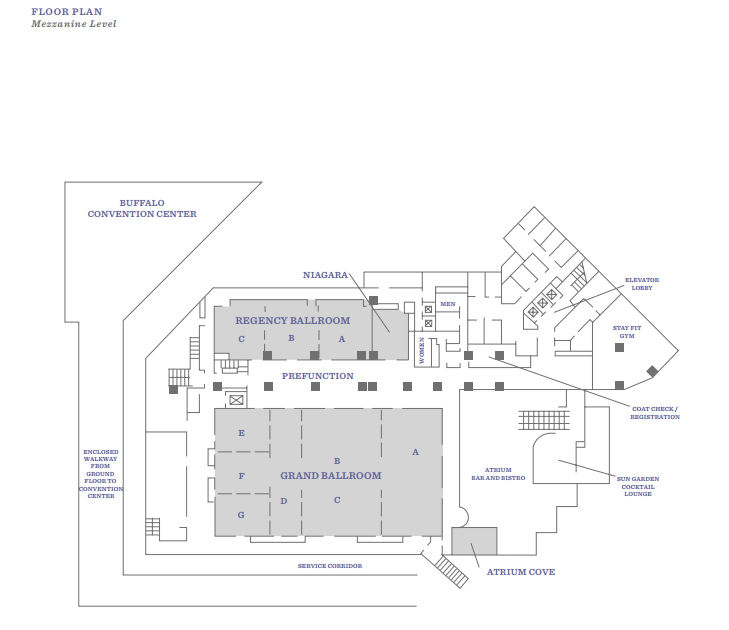 FLOOR PLAN
Mezzanine Level
BUFFALO
CONVENTION CENTER
NIAGARA
ELEVATOR
LOBBY
MEN
REGENCY BALLROOM
C
B
A
STAY FIT
GYM
WOMEN
PREFUNCTION
COAT CHECK /
REGISTRATION
E
A
B
F
GRAND BALLROOM
D
C
G
ENCLOSED
WALKWAY
FROM
GROUND
FLOOR TO
CONVENTION
CENTER
ATRIUM
BAR AND BISTRO
SUN GARDEN
COCKTAIL
LOUNGE
SERVICE CORRIDOR
ATRIUM COVE